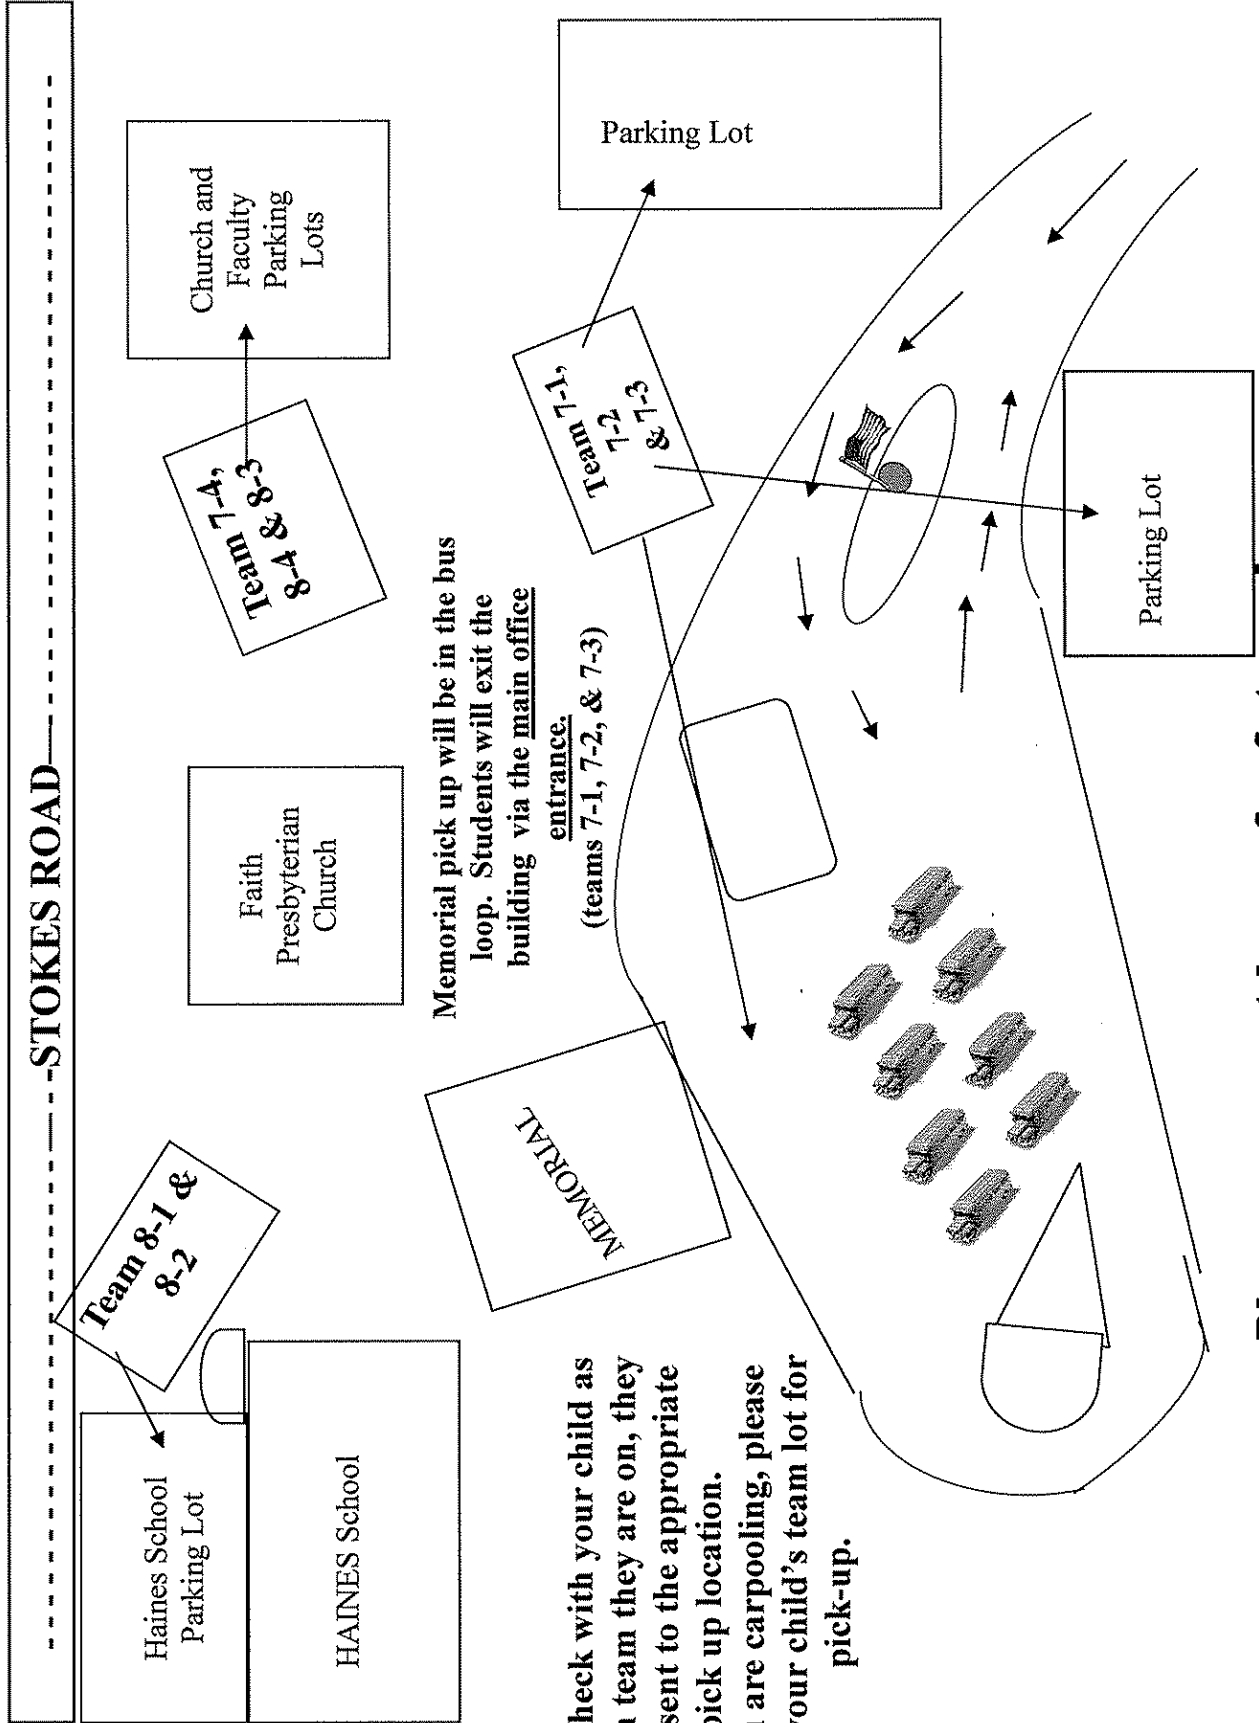 STOKES ROAD
Haines School
Parking Lot
HAINES School
Team 8-1 &
8-2
Faith
Presbyterian
Church
Team 7-4,
8-4 & 8-3
Church and
Faculty
Parking
Lots
MEMORIAL
Memorial pick up will be in the bus
loop. Students will exit the
building via the main office
entrance.
(teams 7-1, 7-2, & 7-3)
Team 7-1,
7-2
& 7-3
Parking Lot
Parking Lot
heck with your child as
team they are on, they
sent to the appropriate
pick up location.
are carpooling, please
your child's team lot for
pick-up.